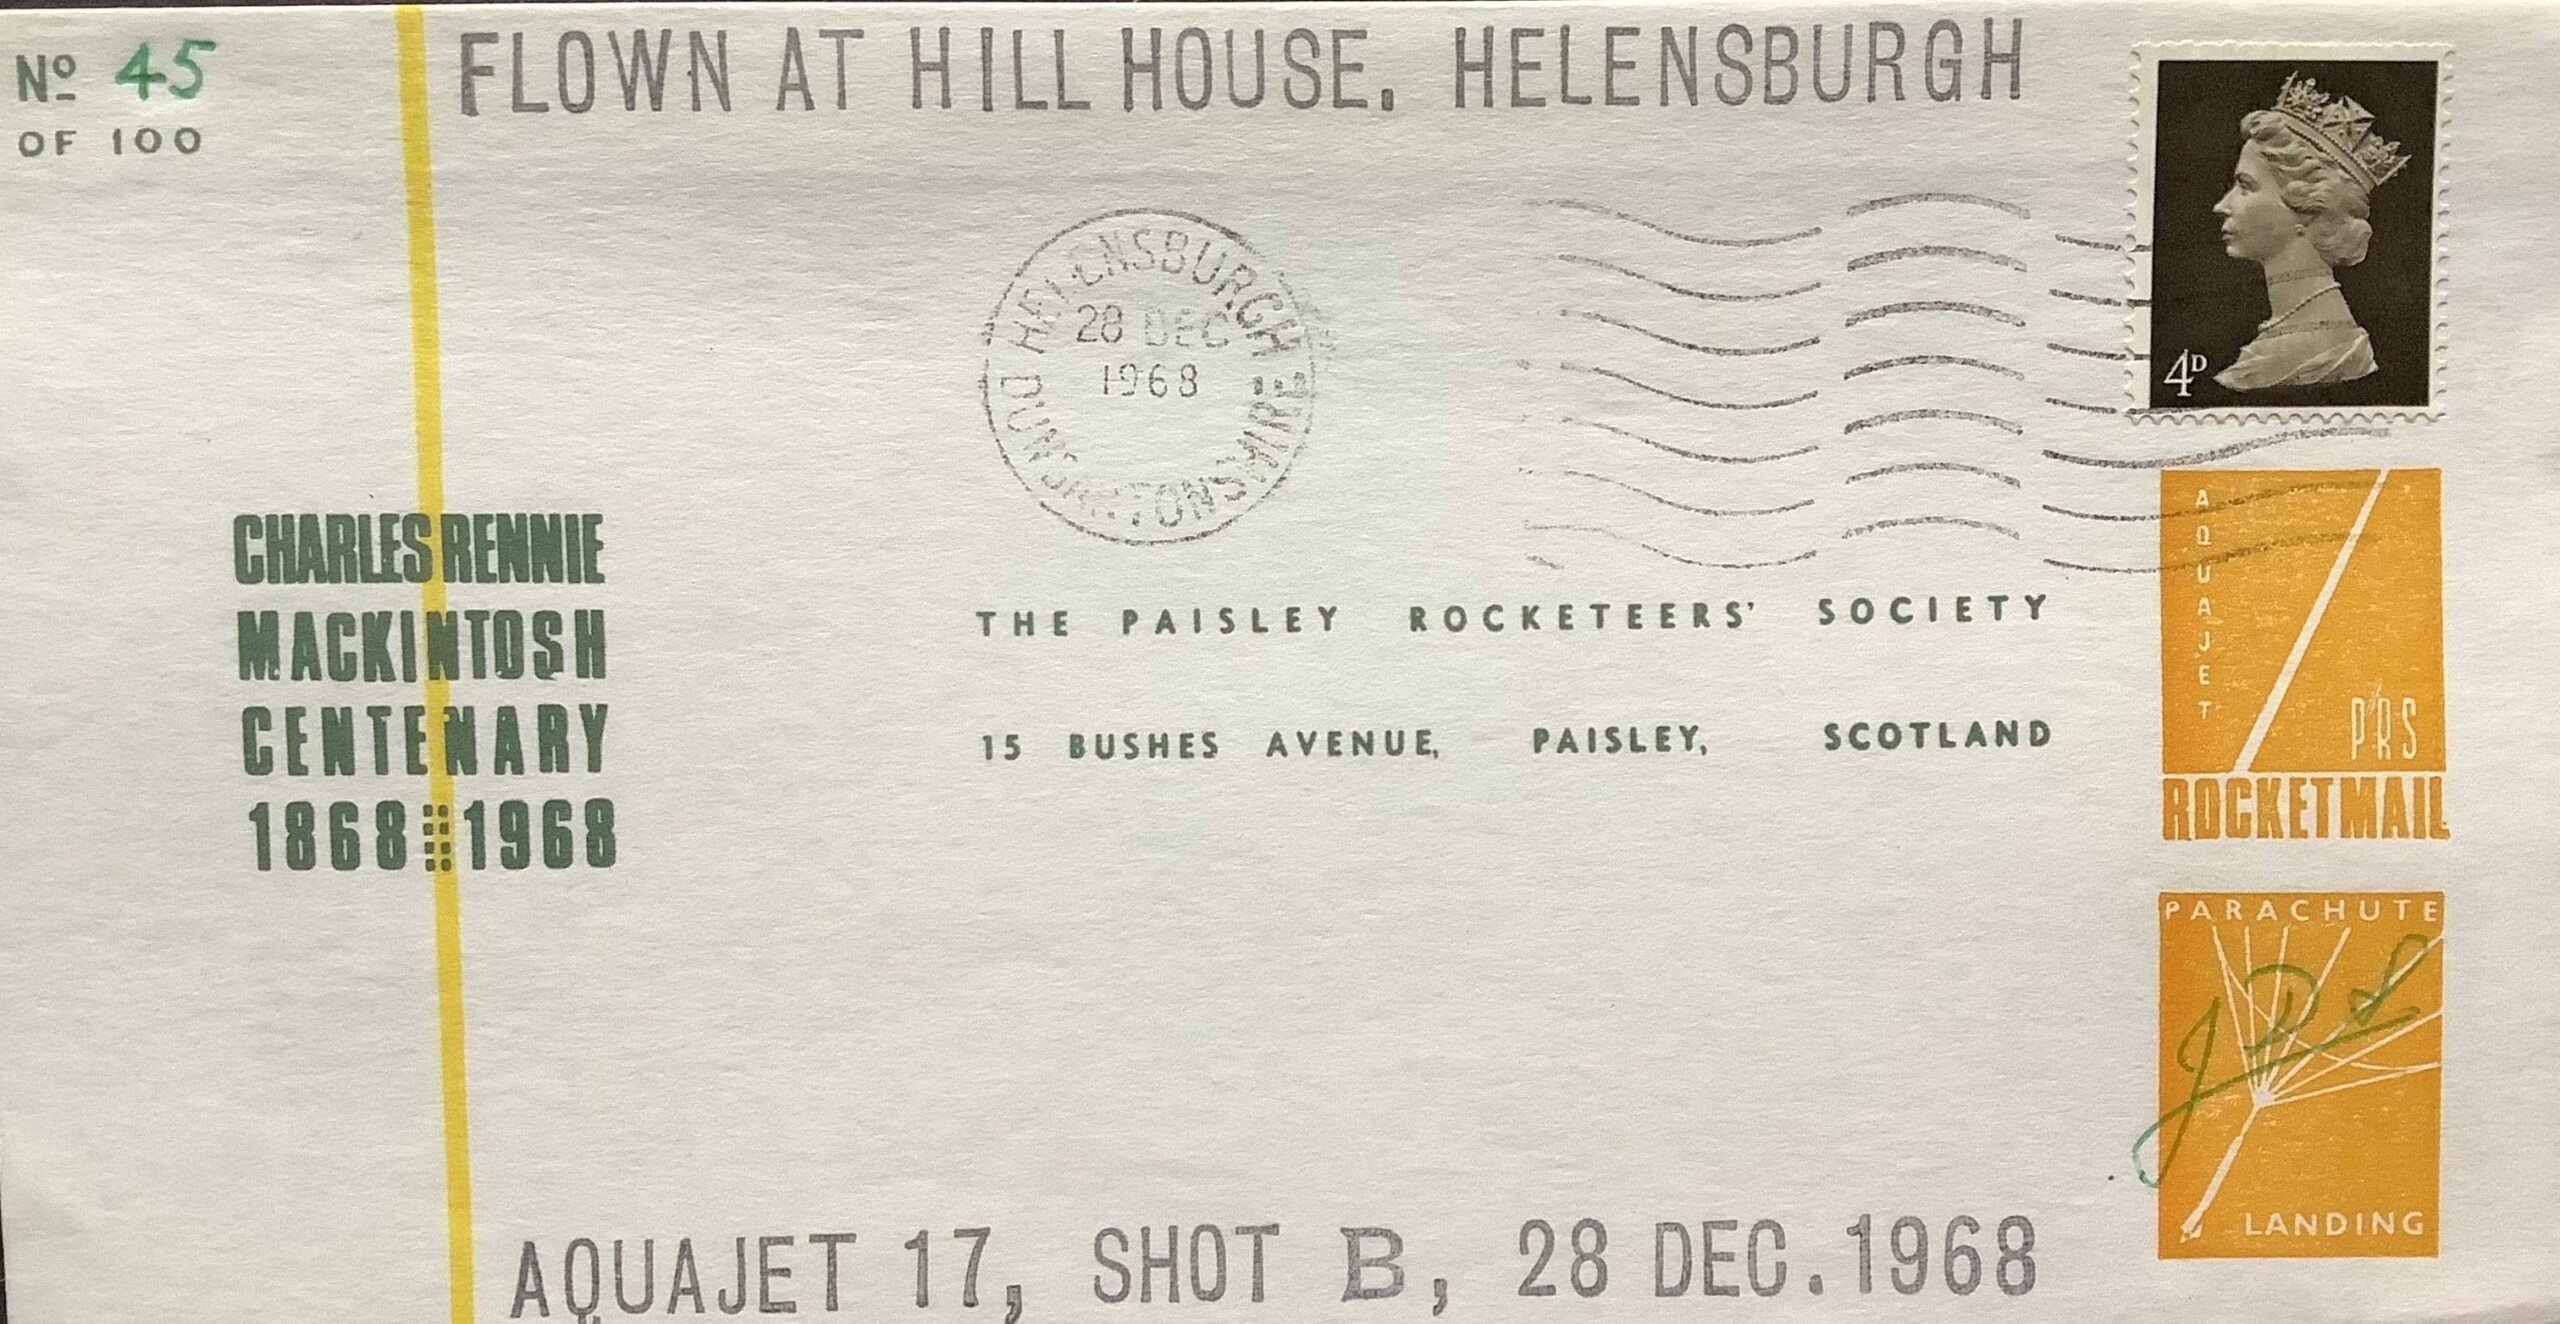 Nº 45
OF 100
FLOWN AT HILL HOUSE. HELENSBURGH
HELENSBURGH
28 DEC
1968
DUNBARTONSHIRE
4D
CHARLES RENNIE
MACKINTOSH
CENTENARY
1868 1968
THE PAISLEY ROCKETEERS' SOCIETY
15 BUSHES AVENUE, PAISLEY, SCOTLAND
AQUAJET
PRS
ROCKETMAIL
PARACHUTE
LANDING
AQUAJET 17, SHOT B, 28 DEC. 1968